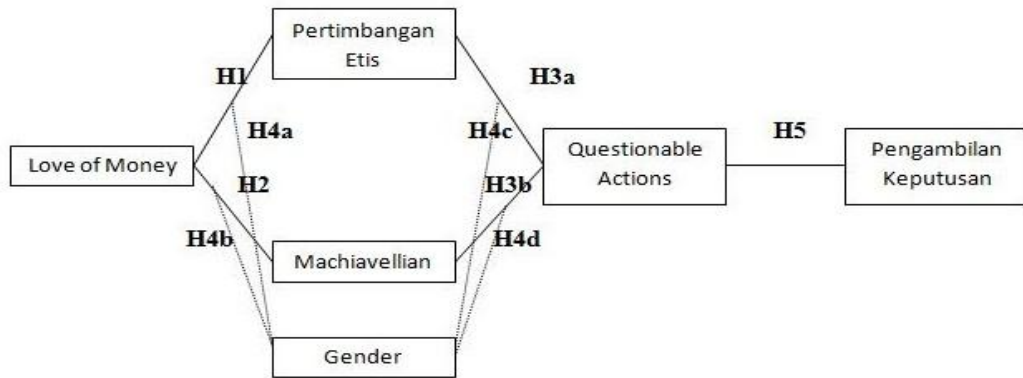 Pertimbangan
Etis
H1
H3a
H4a
H4c
H5
Love of Money
Questionable
Actions
Pengambilan
Keputusan
H2
H3b
H4b
H4d
Machiavellian
Gender